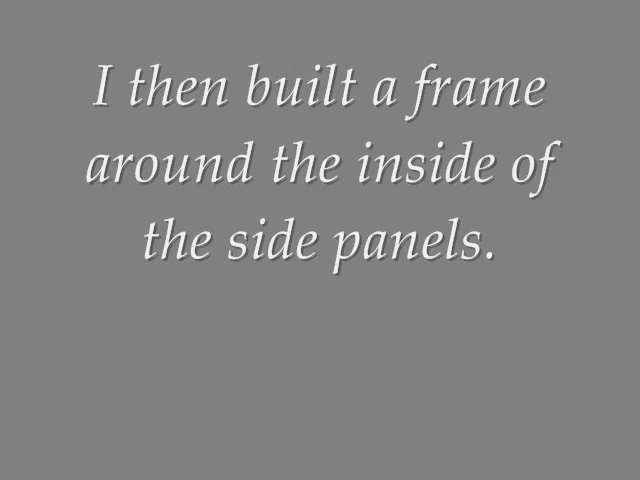 I then built a frame
around the inside of
the side panels.